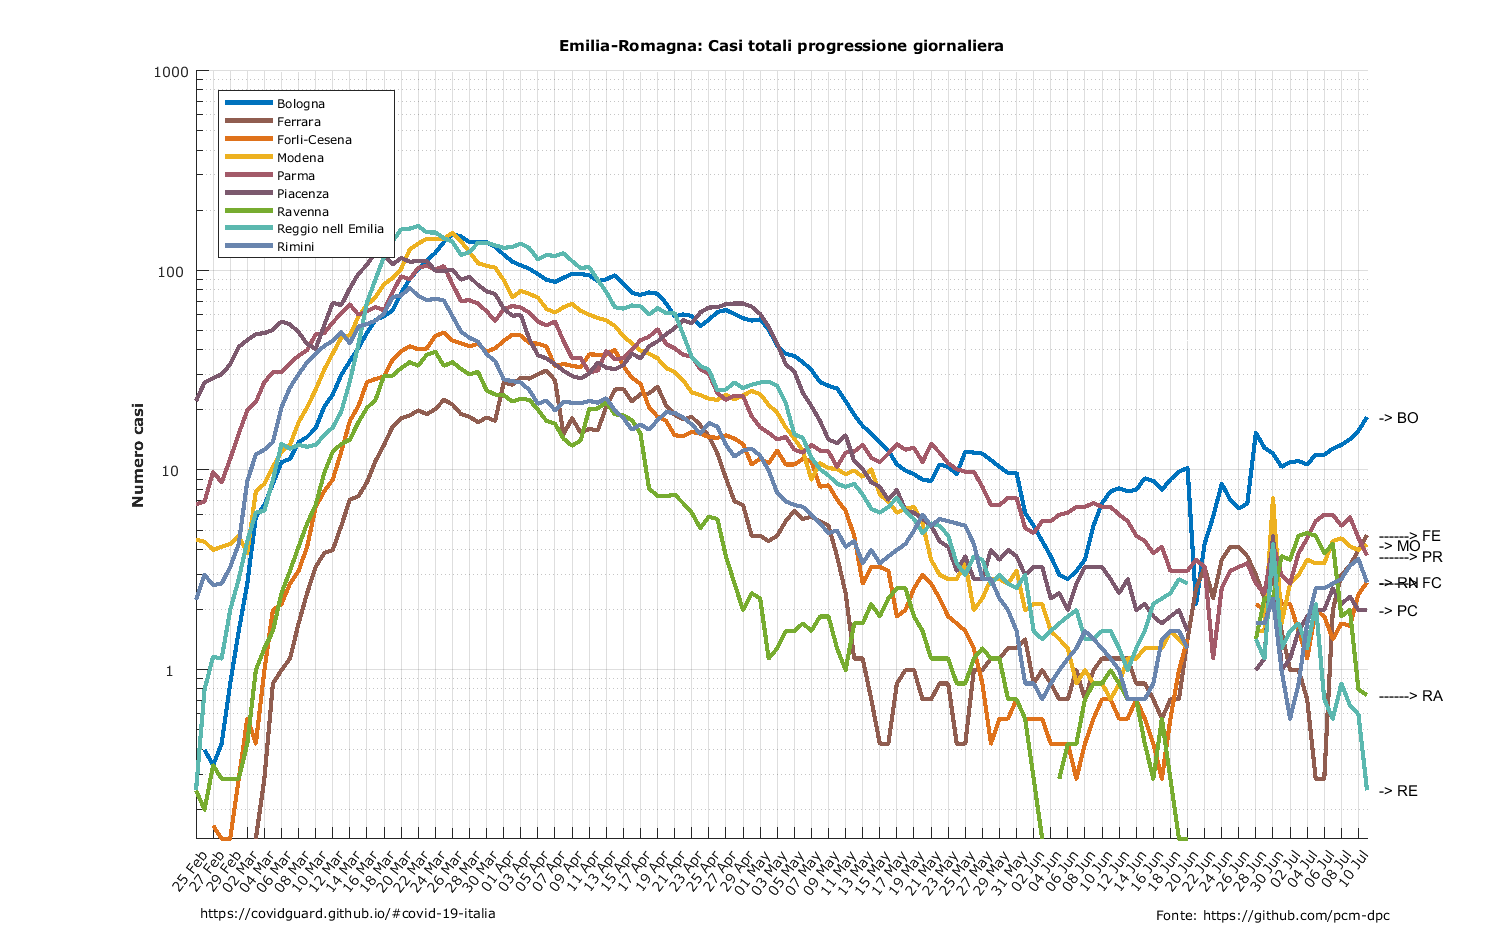 Emilia-Romagna: Casi totali progressione giornaliera
1000
100
10
1
Numero casi
Bologna
Ferrara
Forli-Cesena
Modena
Parma
Piacenza
Ravenna
Reggio nell Emilia
Rimini
-> BO
------> FE
-> MO
------> PR
-> RN
------> FC
-> PC
------> RA
-> RE
25 Feb
27 Feb
29 Feb
02 Mar
04 Mar
06 Mar
08 Mar
10 Mar
12 Mar
14 Mar
16 Mar
18 Mar
20 Mar
22 Mar
24 Mar
26 Mar
28 Mar
30 Mar
01 Apr
03 Apr
05 Apr
07 Apr
09 Apr
11 Apr
13 Apr
15 Apr
17 Apr
19 Apr
21 Apr
23 Apr
25 Apr
27 Apr
29 Apr
01 May
03 May
05 May
07 May
09 May
11 May
13 May
15 May
17 May
19 May
21 May
23 May
25 May
27 May
29 May
31 May
02 Jun
04 Jun
06 Jun
08 Jun
10 Jun
12 Jun
14 Jun
16 Jun
18 Jun
20 Jun
22 Jun
24 Jun
26 Jun
28 Jun
30 Jun
02 Jul
04 Jul
06 Jul
08 Jul
10 Jul
https://covidguard.github.io/#covid-19-italia
Fonte: https://github.com/pcm-dpc